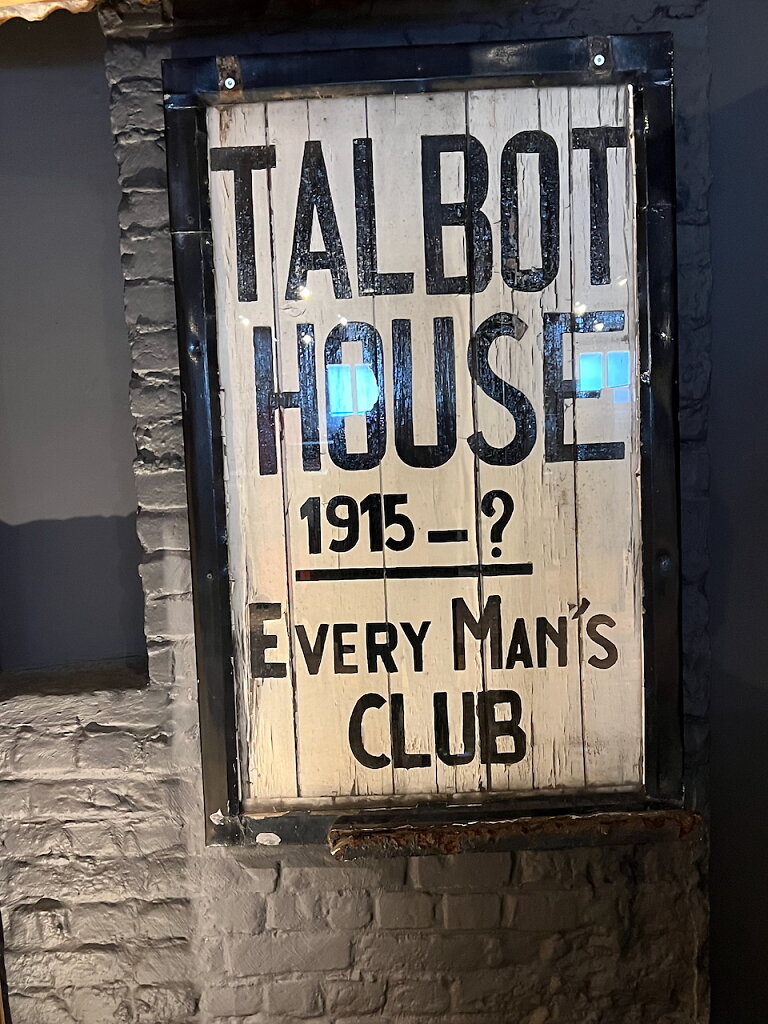 TALBOT
HOUSE
1915–?
EVERY MAN'S
CLUB